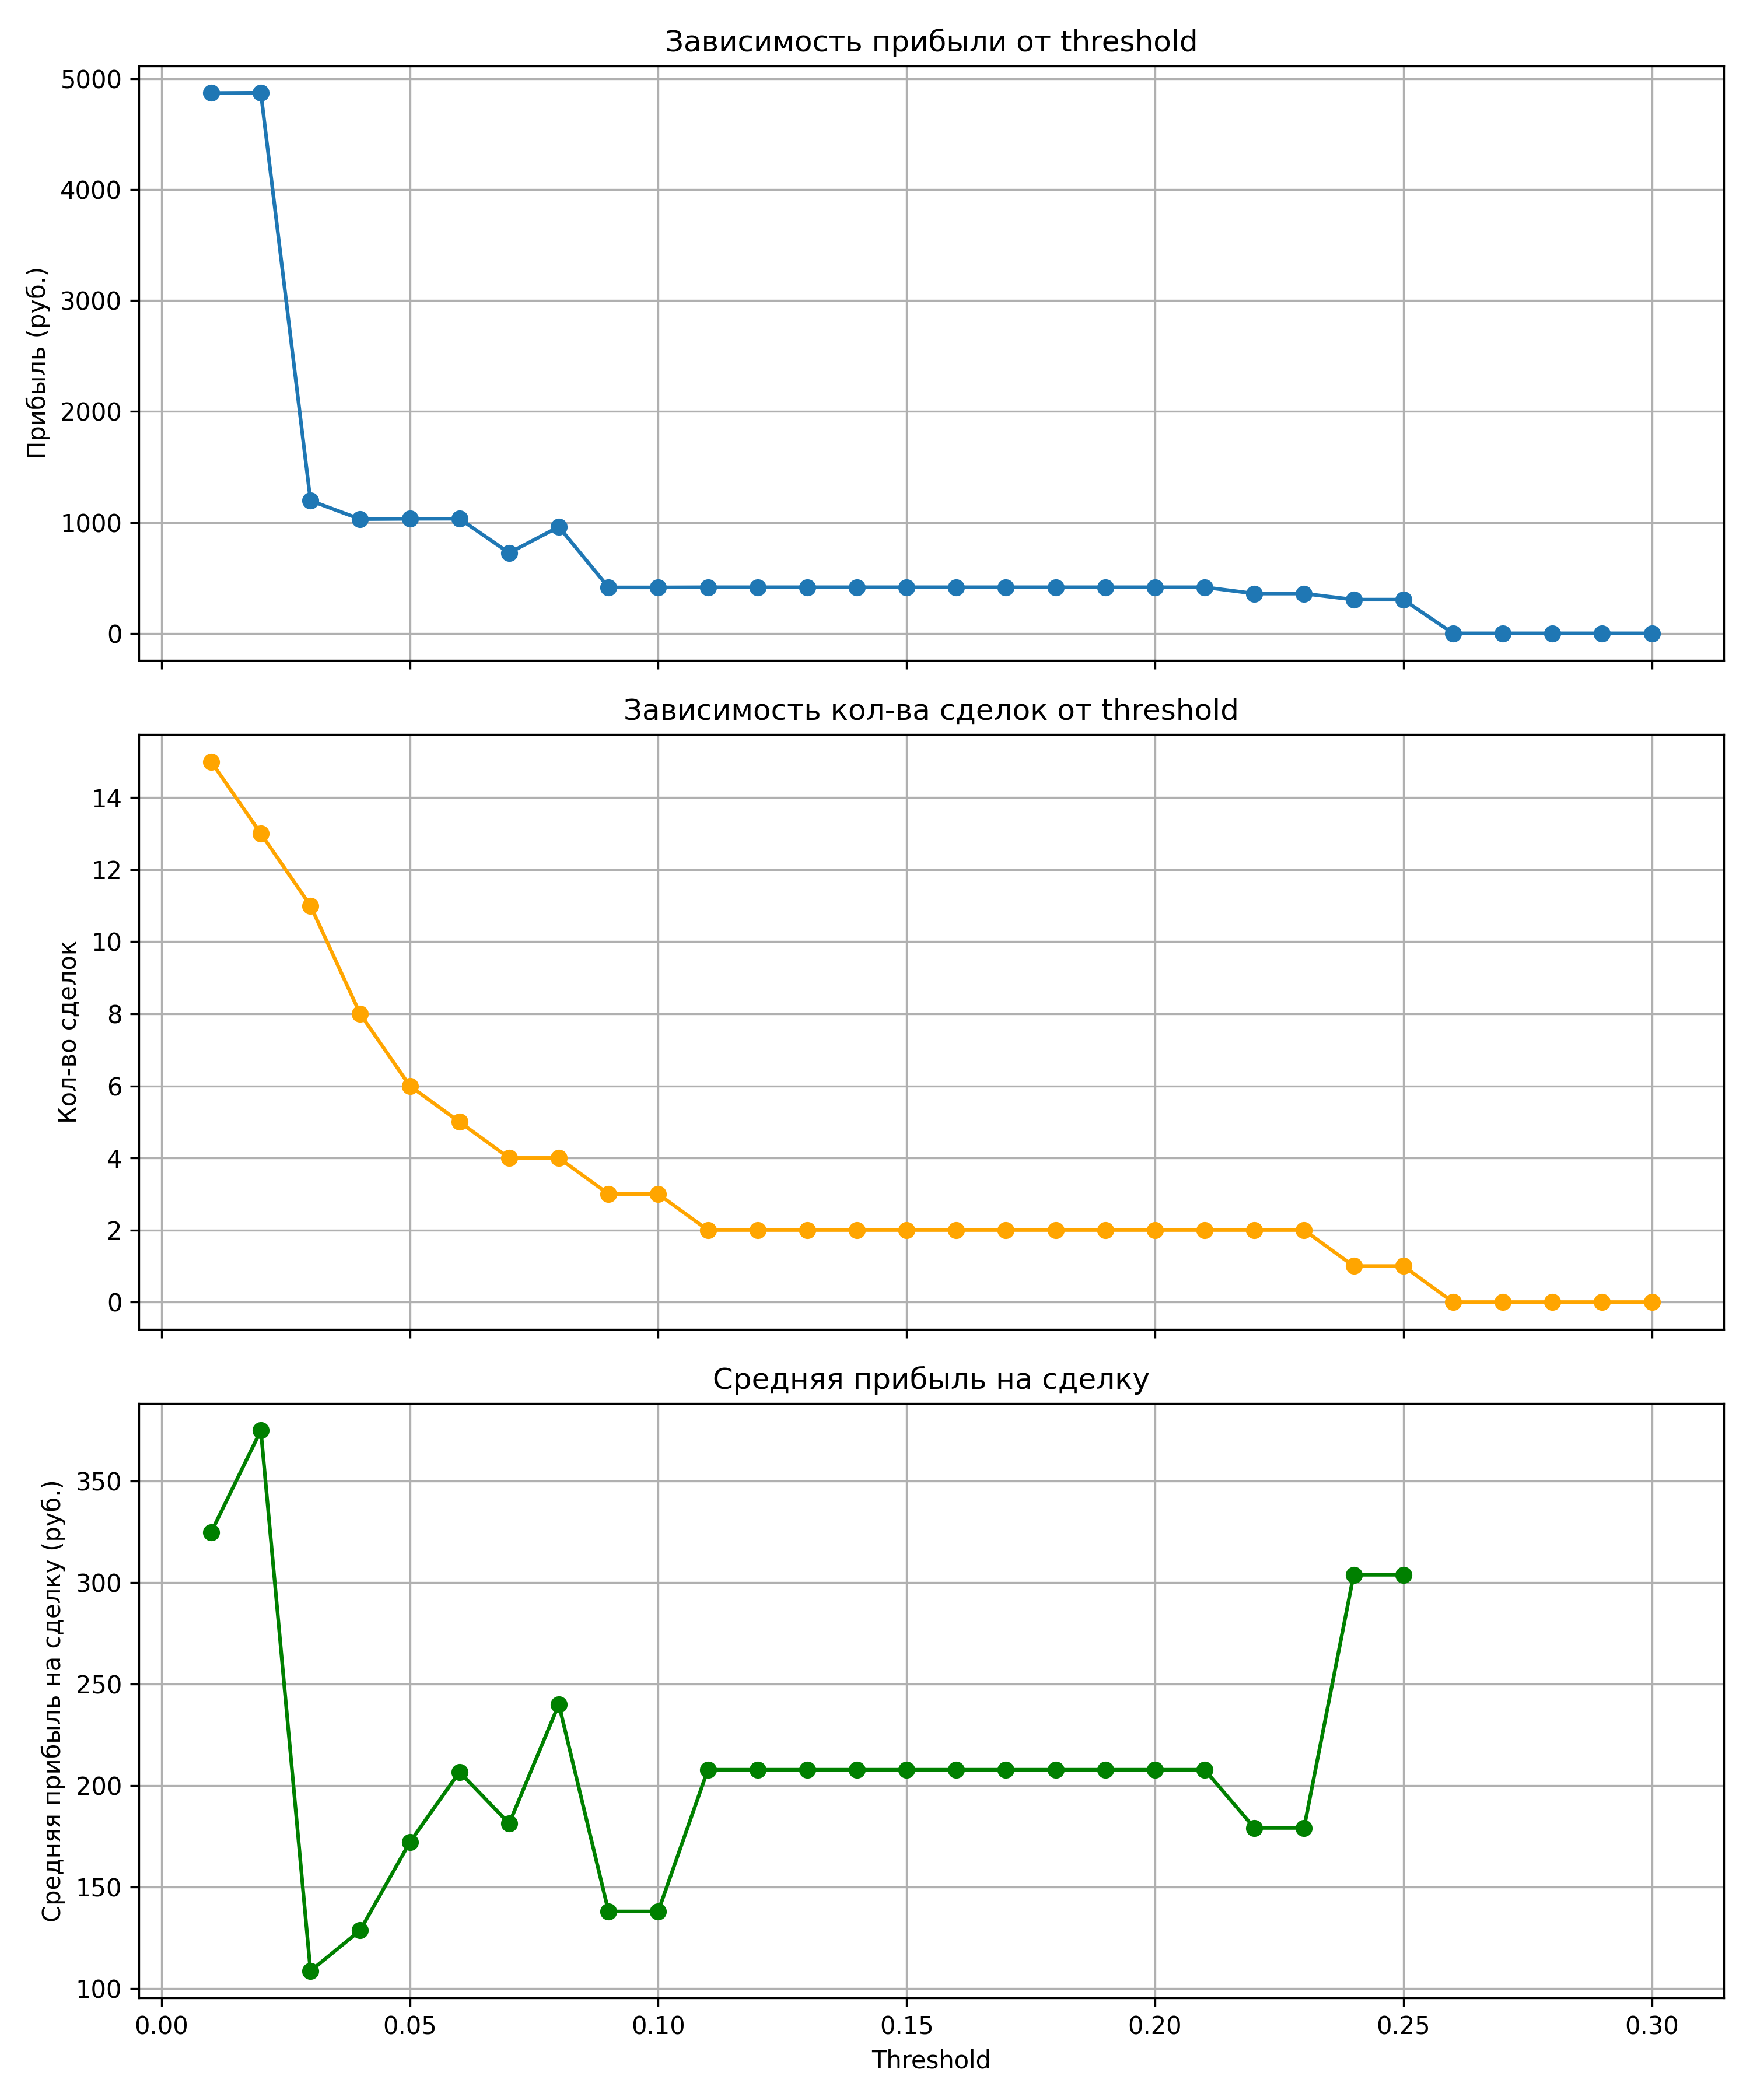 Зависимость прибыли от threshold
5000
4000
3000
2000
1000
0
Прибыль (руб.)
Зависимость кол-ва сделок от threshold
14
12
10
8
6
4
2
0
Кол-во сделок
Средняя прибыль на сделку
350
300
250
200
150
100
Средняя прибыль на сделку (руб.)
0.00 0.05 0.10 0.15 0.20 0.25 0.30
Threshold